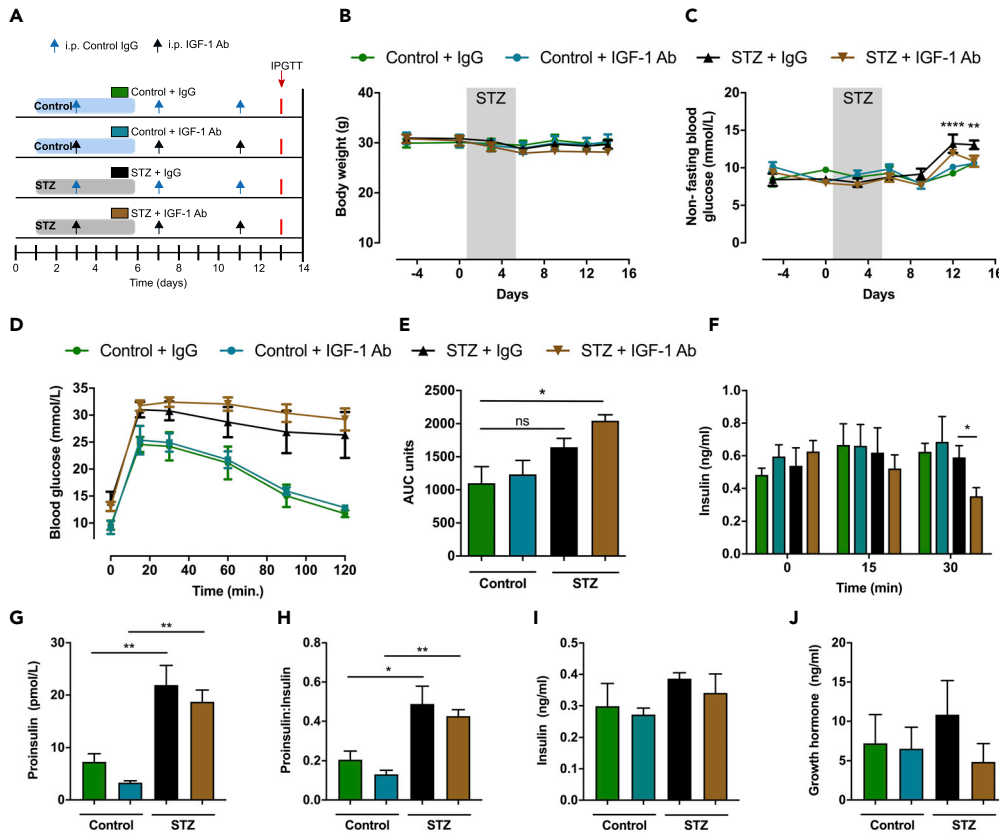 A
i.p. Control IgG
i.p. IGF-1 Ab
IPGTT
Control + IgG
Control
Control + IGF-1 Ab
Control
STZ + IgG
STZ
STZ + IGF-1 Ab
STZ
0 2 4 6 8 10 12 14
Time (days)
B
C
Control + IgG
Control + IGF-1 Ab
STZ + IgG
STZ + IGF-1 Ab
Body weight (g)
40
30
20
10
STZ
-4 0 4 8 12 16
Days
Non- fasting blood
glucose (mmol/L)
20
15
10
5
0
STZ
**** **
-4 0 4 8 12 16
Days
D
E
F
Control + IgG
Control + IGF-1 Ab
STZ + IgG
STZ + IGF-1 Ab
Blood glucose (mmol/L)
35
30
25
20
15
10
0 20 40 60 80 100 120
Time (min.)
AUC units
2500
2000
1500
1000
500
0
*
ns
Control STZ
Insulin (ng/ml)
1.0
0.8
0.6
0.4
0.2
0.0
*
0 15 30
Time (min)
G
Proinsulin (pmol/L)
30
20
10
0
**
**
Control STZ
H
Proinsulin:Insulin
0.8
0.6
0.4
0.2
0.0
**
*
Control STZ
I
Insulin (ng/ml)
0.5
0.4
0.3
0.2
0.1
0.0
Control STZ
J
Growth hormone (ng/ml)
20
15
10
5
0
Control STZ